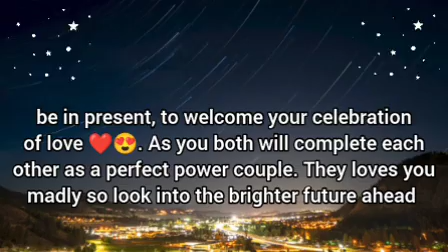 be in present, to welcome your celebration
of love ❤️😍. As you both will complete each
other as a perfect power couple. They loves you
madly so look into the brighter future ahead